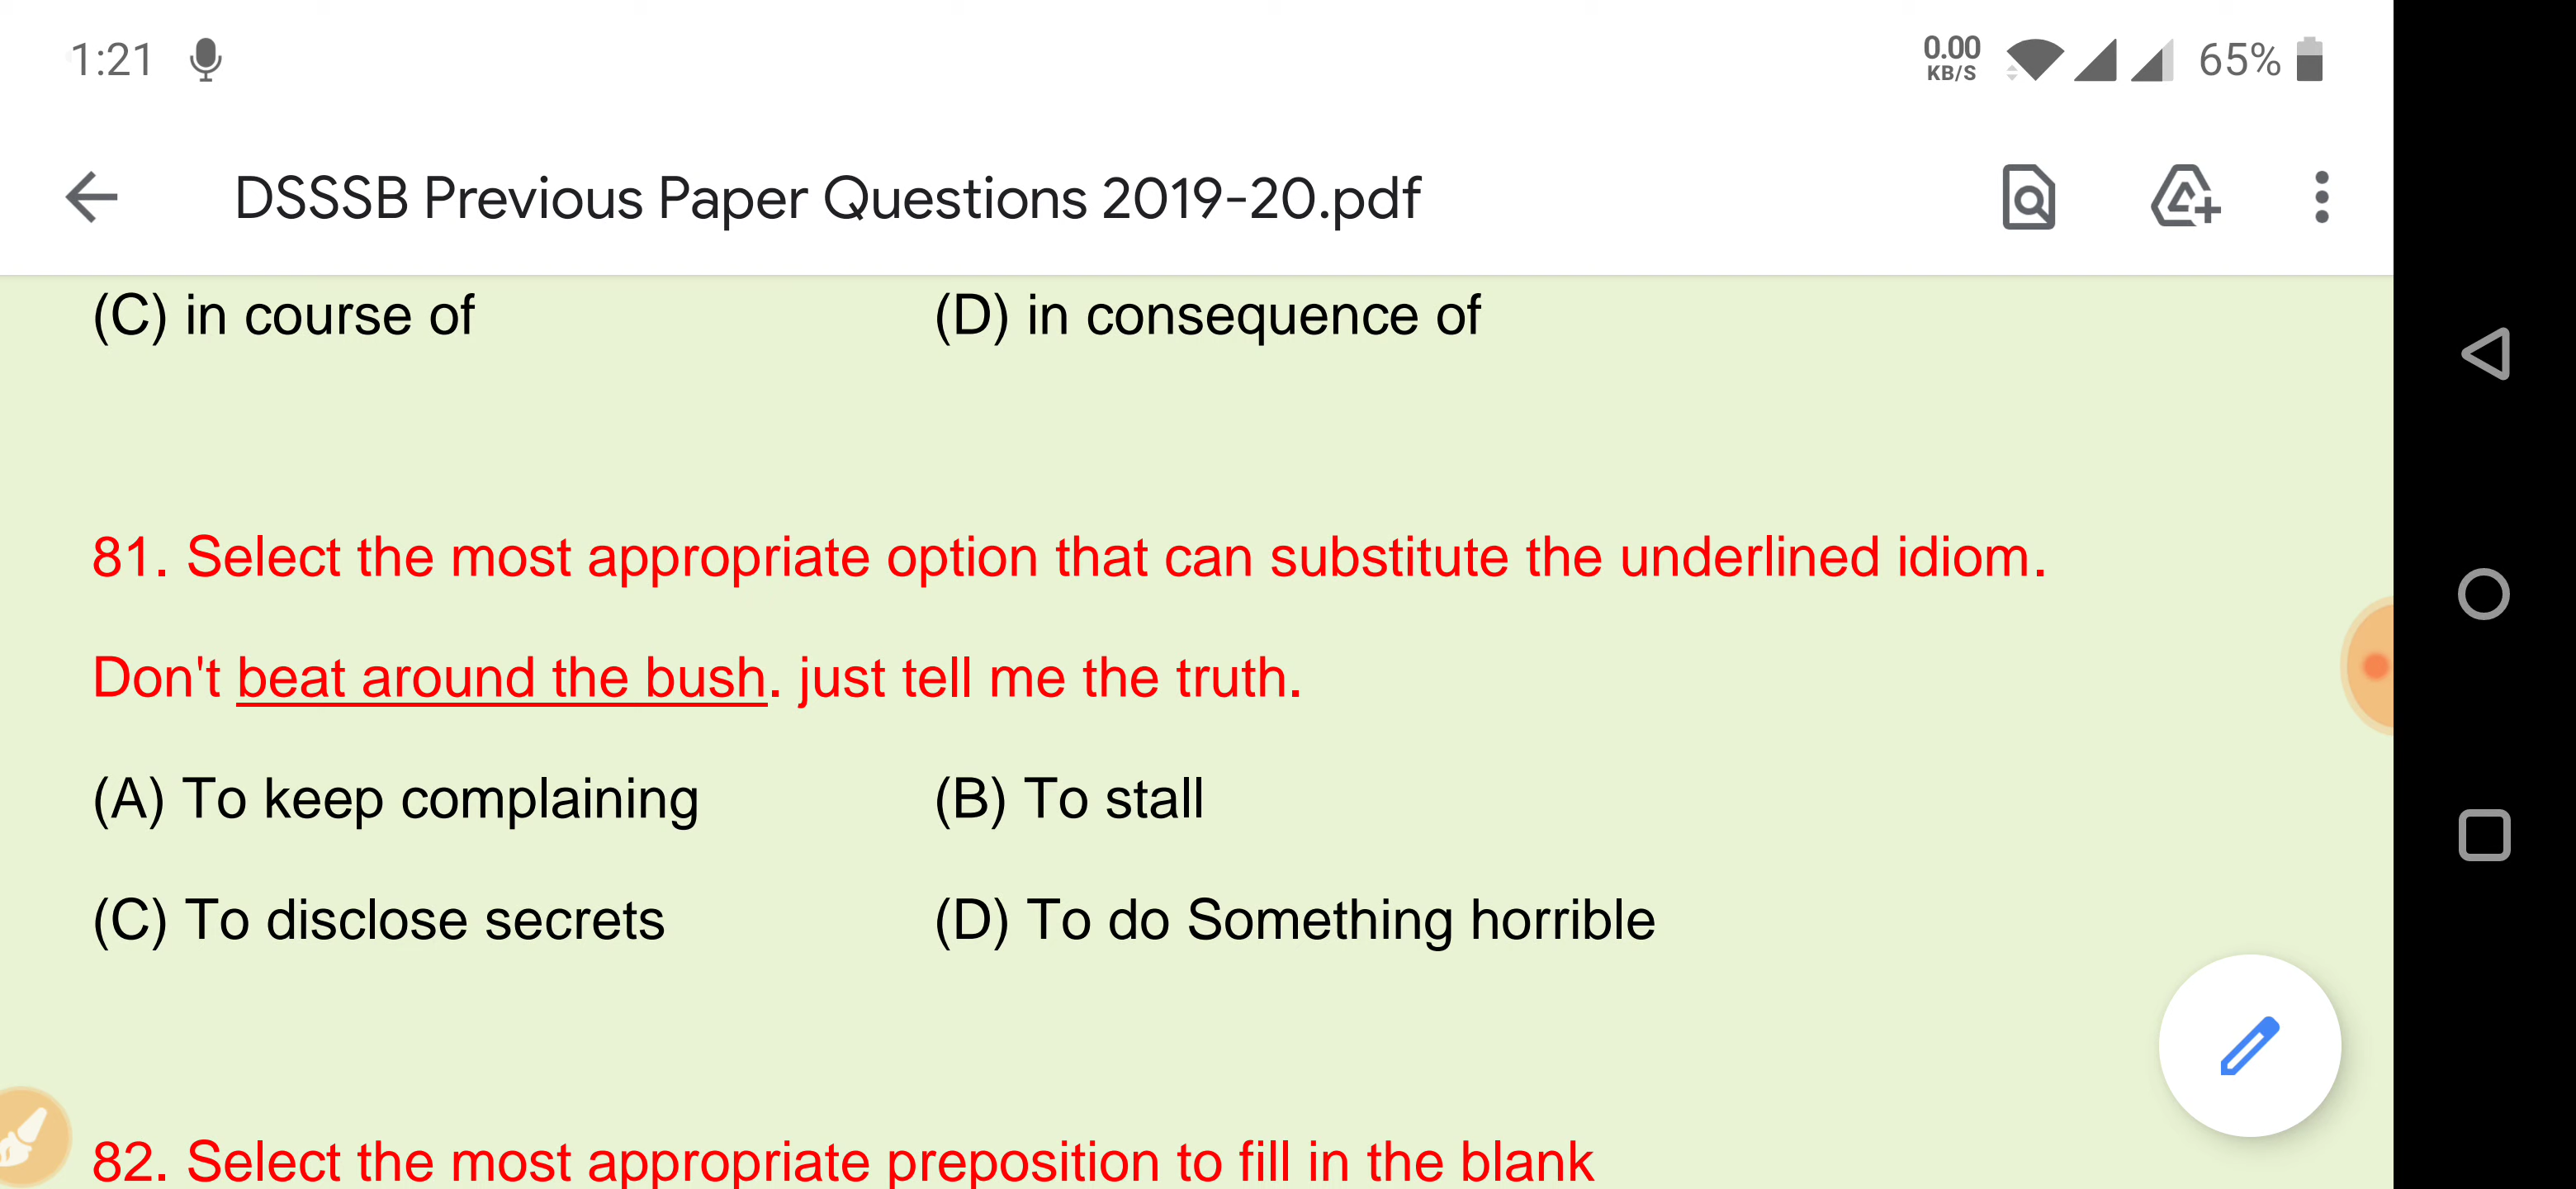 1:21
0.00
KB/S
65%
DSSSB Previous Paper Questions 2019-20.pdf
(C) in course of (D) in consequence of
81. Select the most appropriate option that can substitute the underlined idiom.
Don't beat around the bush. just tell me the truth.
(A) To keep complaining (B) To stall
(C) To disclose secrets (D) To do Something horrible
82. Select the most appropriate preposition to fill in the blank